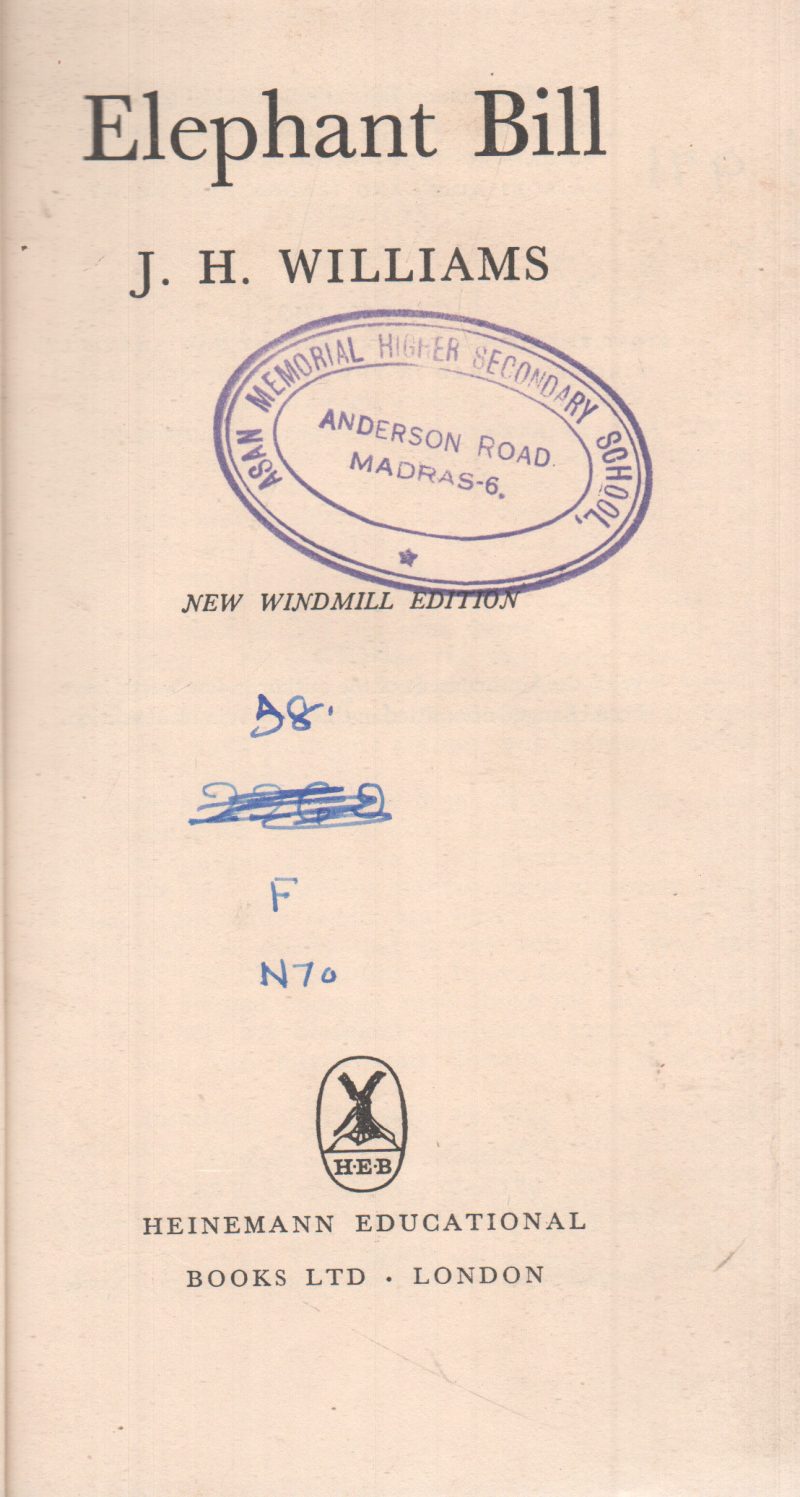 Elephant Bill
J. H. WILLIAMS
ASAN MEMORIAL HIGHER SECONDARY SCHOOL,
ANDERSON ROAD.
MADRAS-6.
NEW WINDMILL EDITION
58.
F
N70
H·E·B
HEINEMANN EDUCATIONAL
BOOKS LTD · LONDON